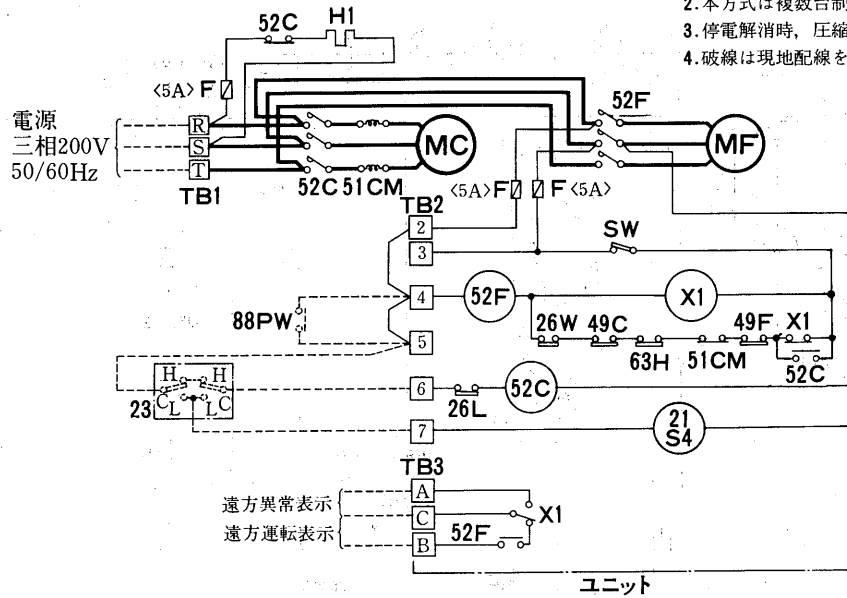 2.本方式は複数台制
3.停電解消時,圧縮
4.破線は現地配線を
52C H1
〈5A〉F
52F
電源
三相200V
50/60Hz
R
S
T
TB1
MC
MF
52C 51CM
〈5A〉F F〈5A〉
TB2
2
3
SW
4
52F
X1
88PW
5
26W 49C 63H 51CM 49F X1
52C
H H
23 C L L C
6
26L
52C
7
21
S4
TB3
A
遠方異常表示
C
X1
遠方運転表示
52F
B
ユニット